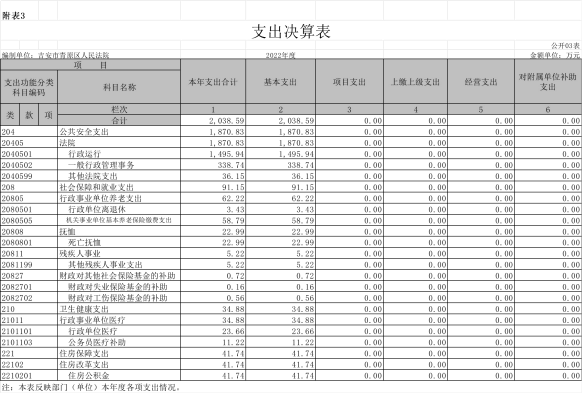 附表3
支出决算表
公开03表
编制单位：吉安市青原区人民法院 2022年度 金额单位：万元
项 目 本年支出合计 基本支出 项目支出 上缴上级支出 经营支出 对附属单位补助支出
支出功能分类科目编码 科目名称
类 款 项 栏次 1 2 3 4 5 6
合计 2,038.59 2,038.59 0.00 0.00 0.00 0.00
204 公共安全支出 1,870.83 1,870.83 0.00 0.00 0.00 0.00
20405 法院 1,870.83 1,870.83 0.00 0.00 0.00 0.00
2040501 行政运行 1,495.94 1,495.94 0.00 0.00 0.00 0.00
2040502 一般行政管理事务 338.74 338.74 0.00 0.00 0.00 0.00
2040599 其他法院支出 36.15 36.15 0.00 0.00 0.00 0.00
208 社会保障和就业支出 91.15 91.15 0.00 0.00 0.00 0.00
20805 行政事业单位养老支出 62.22 62.22 0.00 0.00 0.00 0.00
2080501 行政单位离退休 3.43 3.43 0.00 0.00 0.00 0.00
2080505 机关事业单位基本养老保险缴费支出 58.79 58.79 0.00 0.00 0.00 0.00
20808 抚恤 22.99 22.99 0.00 0.00 0.00 0.00
2080801 死亡抚恤 22.99 22.99 0.00 0.00 0.00 0.00
20811 残疾人事业 5.22 5.22 0.00 0.00 0.00 0.00
2081199 其他残疾人事业支出 5.22 5.22 0.00 0.00 0.00 0.00
20827 财政对其他社会保险基金的补助 0.72 0.72 0.00 0.00 0.00 0.00
2082701 财政对失业保险基金的补助 0.16 0.16 0.00 0.00 0.00 0.00
2082702 财政对工伤保险基金的补助 0.56 0.56 0.00 0.00 0.00 0.00
210 卫生健康支出 34.88 34.88 0.00 0.00 0.00 0.00
21011 行政事业单位医疗 34.88 34.88 0.00 0.00 0.00 0.00
2101101 行政单位医疗 23.66 23.66 0.00 0.00 0.00 0.00
2101103 公务员医疗补助 11.22 11.22 0.00 0.00 0.00 0.00
221 住房保障支出 41.74 41.74 0.00 0.00 0.00 0.00
22102 住房改革支出 41.74 41.74 0.00 0.00 0.00 0.00
2210201 住房公积金 41.74 41.74 0.00 0.00 0.00 0.00
注：本表反映部门（单位）本年度各项支出情况。